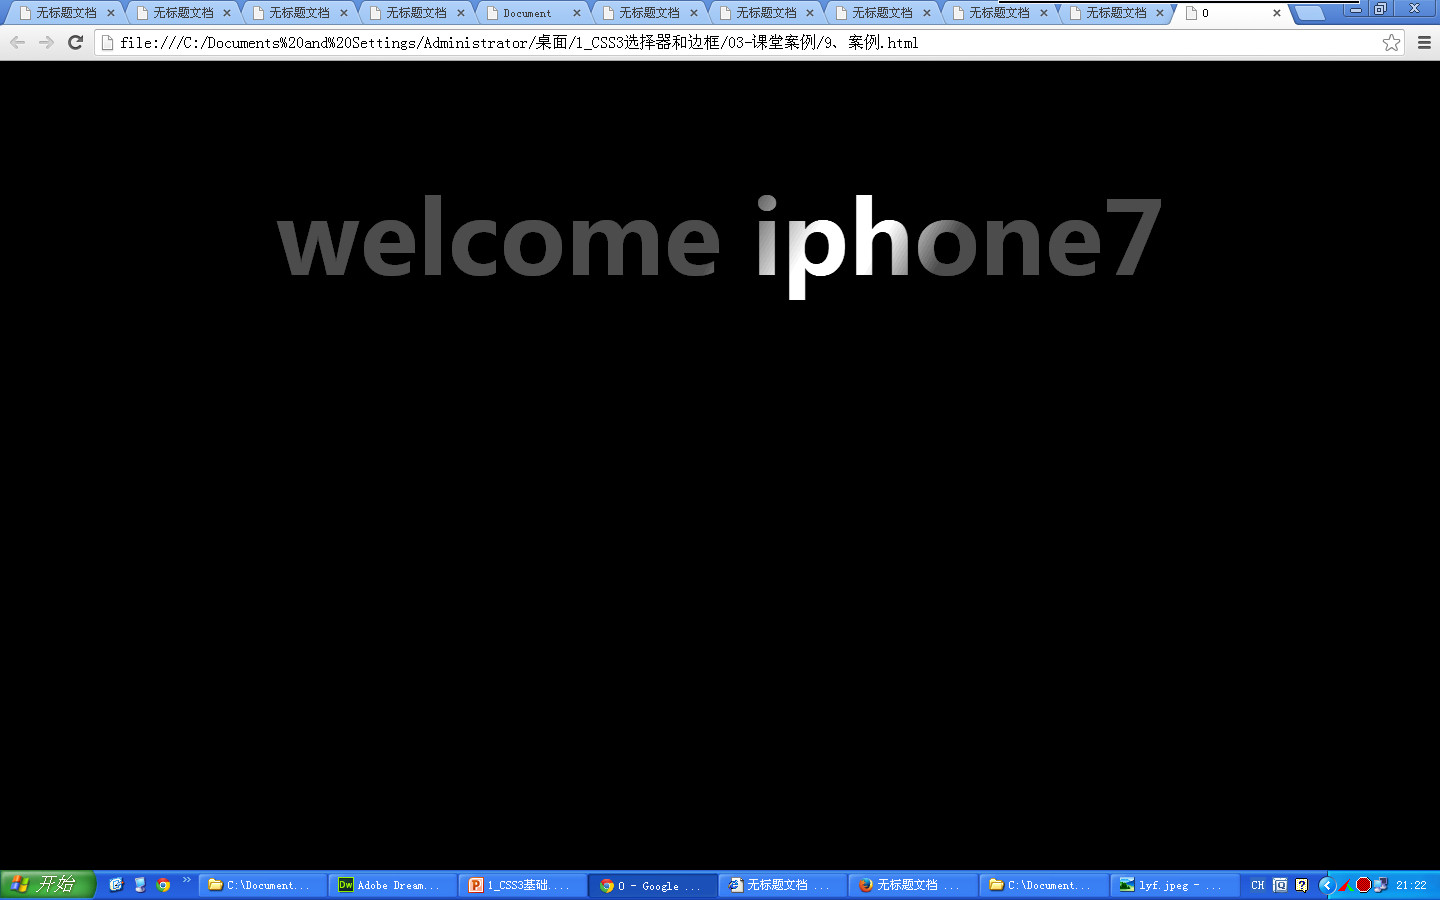 无标题文档 无标题文档 无标题文档 无标题文档 Document 无标题文档 无标题文档 无标题文档 无标题文档 无标题文档 0
file:///C:/Documents%20and%20Settings/Administrator/桌面/1_CSS3选择器和边框/03-课堂案例/9、案例.html
welcome iphone7
开始 C:\Document... Adobe Dream... 1_CSS3基础.... 0 - Google ... 无标题文档 ... 无标题文档 ... C:\Document... lyf.jpeg - ... CH 21:22